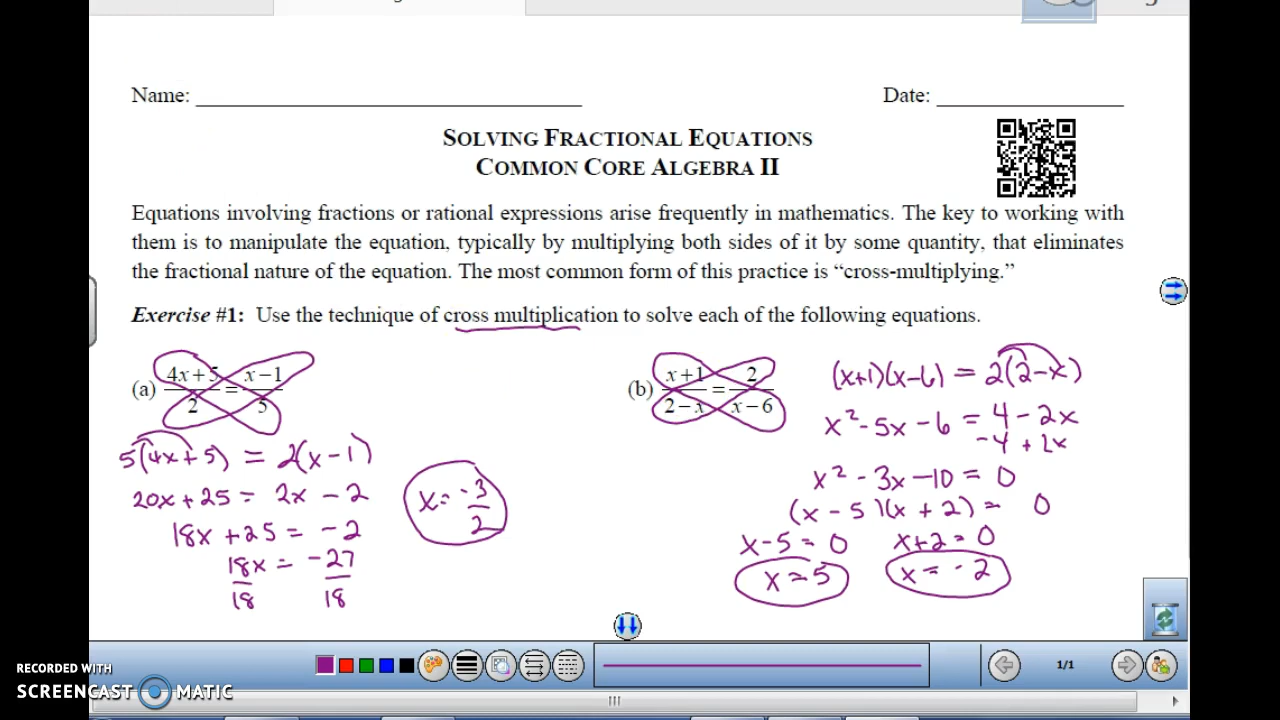 Name: Date:
SOLVING FRACTIONAL EQUATIONS
COMMON CORE ALGEBRA II
Equations involving fractions or rational expressions arise frequently in mathematics. The key to working with
them is to manipulate the equation, typically by multiplying both sides of it by some quantity, that eliminates
the fractional nature of the equation. The most common form of this practice is “cross-multiplying.”
Exercise #1: Use the technique of cross multiplication to solve each of the following equations.
(a) (4x+5)/2 = (x−1)/5
5(4x+5) = 2(x−1)
20x+25 = 2x − 2
18x +25 = −2
18x = −27
18 18
x = −3/2
(b) (x+1)/(2−x) = 2/(x−6)
(x+1)(x−6) = 2(2−x)
x² −5x −6 = 4 − 2x
−4 + 2x
x² − 3x −10 = 0
(x − 5)(x + 2) = 0
x−5 = 0 x+2 = 0
x = 5 x = −2
1/1
RECORDED WITH
SCREENCAST MATIC